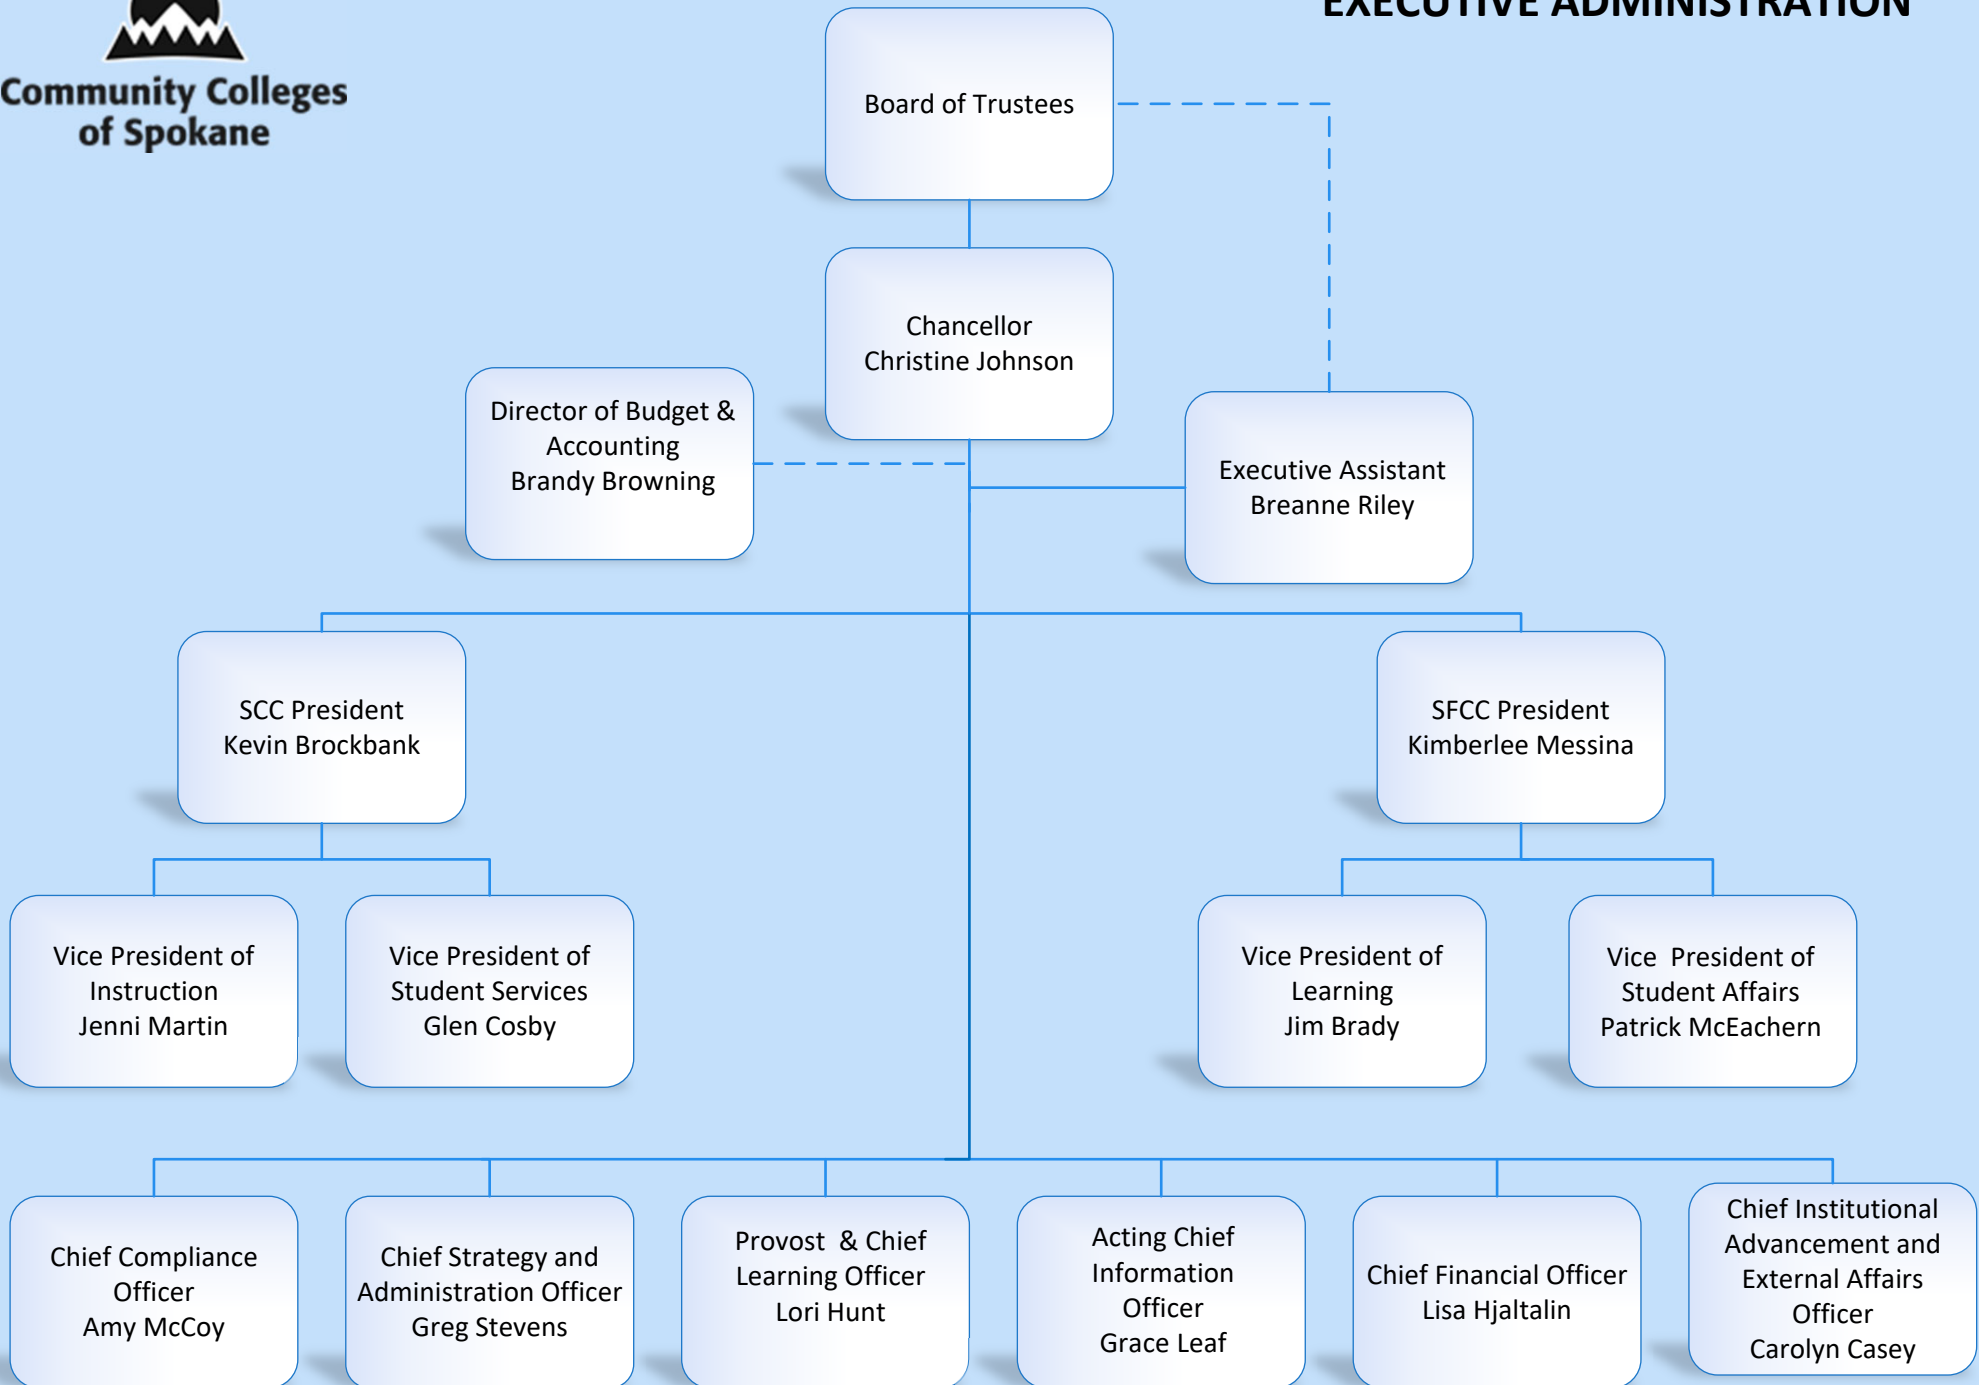 EXECUTIVE ADMINISTRATION
Community Colleges
of Spokane
Board of Trustees
Chancellor
Christine Johnson
Director of Budget &
Accounting
Brandy Browning
Executive Assistant
Breanne Riley
SCC President
Kevin Brockbank
SFCC President
Kimberlee Messina
Vice President of
Instruction
Jenni Martin
Vice President of
Student Services
Glen Cosby
Vice President of
Learning
Jim Brady
Vice  President of
Student Affairs
Patrick McEachern
Chief Compliance
Officer
Amy McCoy
Chief Strategy and
Administration Officer
Greg Stevens
Provost  & Chief
Learning Officer
Lori Hunt
Acting Chief
Information
Officer
Grace Leaf
Chief Financial Officer
Lisa Hjaltalin
Chief Institutional
Advancement and
External Affairs
Officer
Carolyn Casey